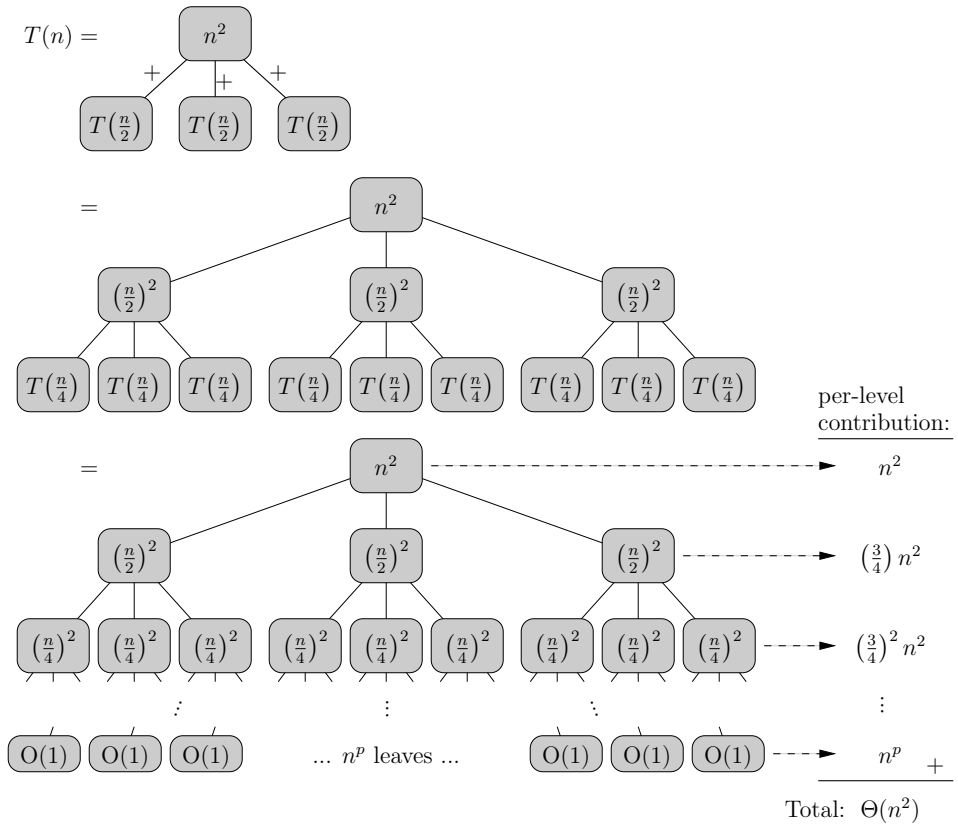 T(n) = n²
+ + +
T(n/2) T(n/2) T(n/2)
= n²
(n/2)² (n/2)² (n/2)²
T(n/4) T(n/4) T(n/4) T(n/4) T(n/4) T(n/4) T(n/4) T(n/4) T(n/4)
per-level
contribution:
= n² n²
(n/2)² (n/2)² (n/2)² (3/4) n²
(n/4)² (n/4)² (n/4)² (n/4)² (n/4)² (n/4)² (n/4)² (n/4)² (n/4)² (3/4)² n²
⋮ ⋮ ⋮ ⋮
O(1) O(1) O(1) ... nᵖ leaves ... O(1) O(1) O(1) nᵖ +
Total: Θ(n²)